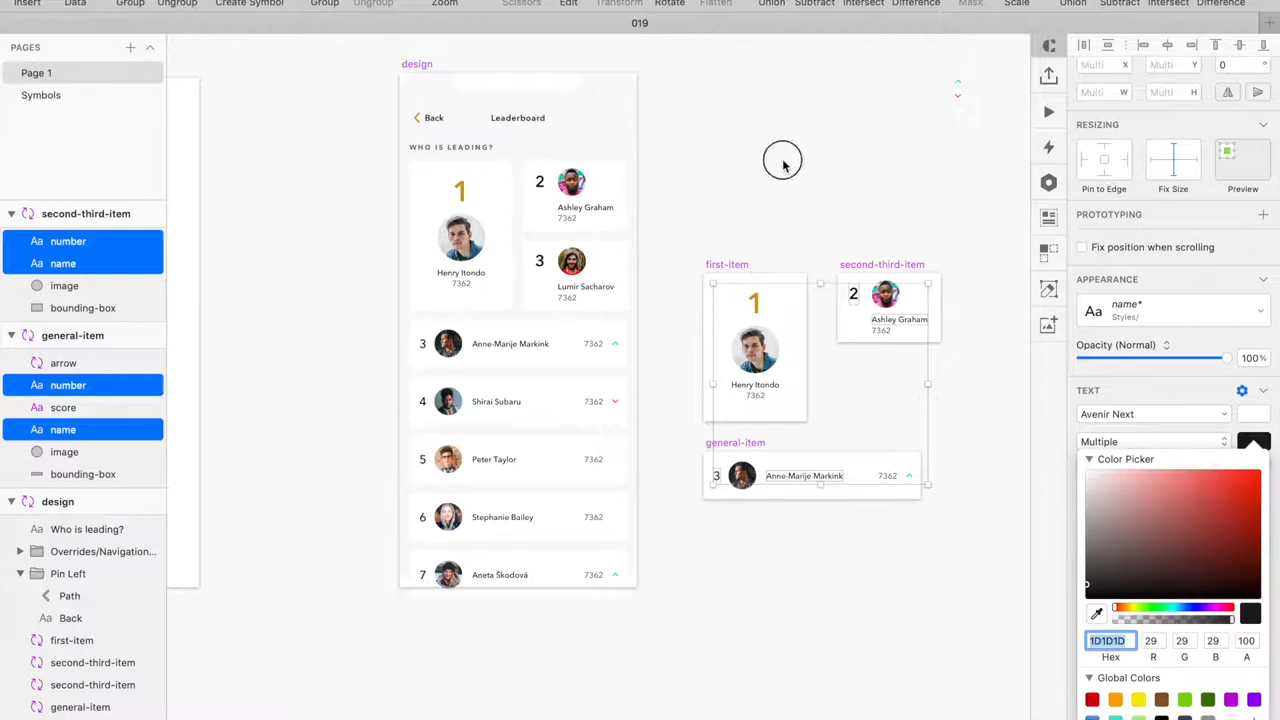 Insert Data Group Ungroup Create Symbol Group Ungroup Zoom Scissors Edit Transform Rotate Flatten Union Subtract Intersect Difference Mask Scale Union Subtract Intersect Difference
019
PAGES
Page 1
Symbols
second-third-item
Aa number
Aa name
image
bounding-box
general-item
arrow
Aa number
Aa score
Aa name
image
bounding-box
design
Aa Who is leading?
Overrides/Navigation...
Pin Left
Path
Aa Back
first-item
second-third-item
second-third-item
general-item
design
Back Leaderboard
WHO IS LEADING?
1
Henry Itondo
7362
2
Ashley Graham
7362
3
Lumir Sacharov
7362
3 Anne-Marije Markink 7362
4 Shirai Subaru 7362
5 Peter Taylor 7362
6 Stephanie Bailey 7362
7 Aneta Škodová 7362
first-item
1
Henry Itondo
7362
second-third-item
2
Ashley Graham
7362
general-item
3 Anne-Marije Markink 7362
Multi X Multi Y 0 °
Multi W Multi H
RESIZING
Pin to Edge Fix Size Preview
PROTOTYPING
Fix position when scrolling
APPEARANCE
Aa name*
Styles/
Opacity (Normal) 100%
TEXT
Avenir Next
Multiple
Color Picker
1D1D1D 29 29 29 100
Hex R G B A
Global Colors